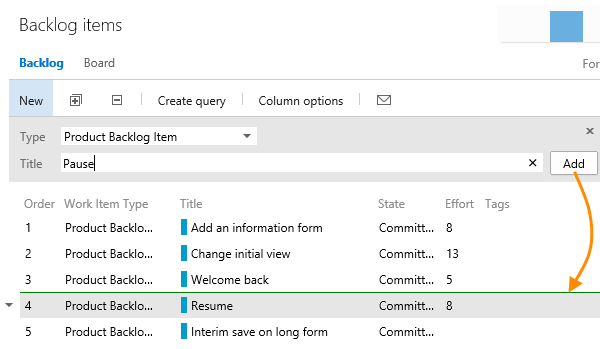 Backlog items
Backlog Board For
New Create query Column options
Type Product Backlog Item
Title Pause Add
Order Work Item Type Title State Effort Tags
1 Product Backlo... Add an information form Committ... 8
2 Product Backlo... Change initial view Committ... 13
3 Product Backlo... Welcome back Committ... 5
4 Product Backlo... Resume Committ... 8
5 Product Backlo... Interim save on long form Committ...